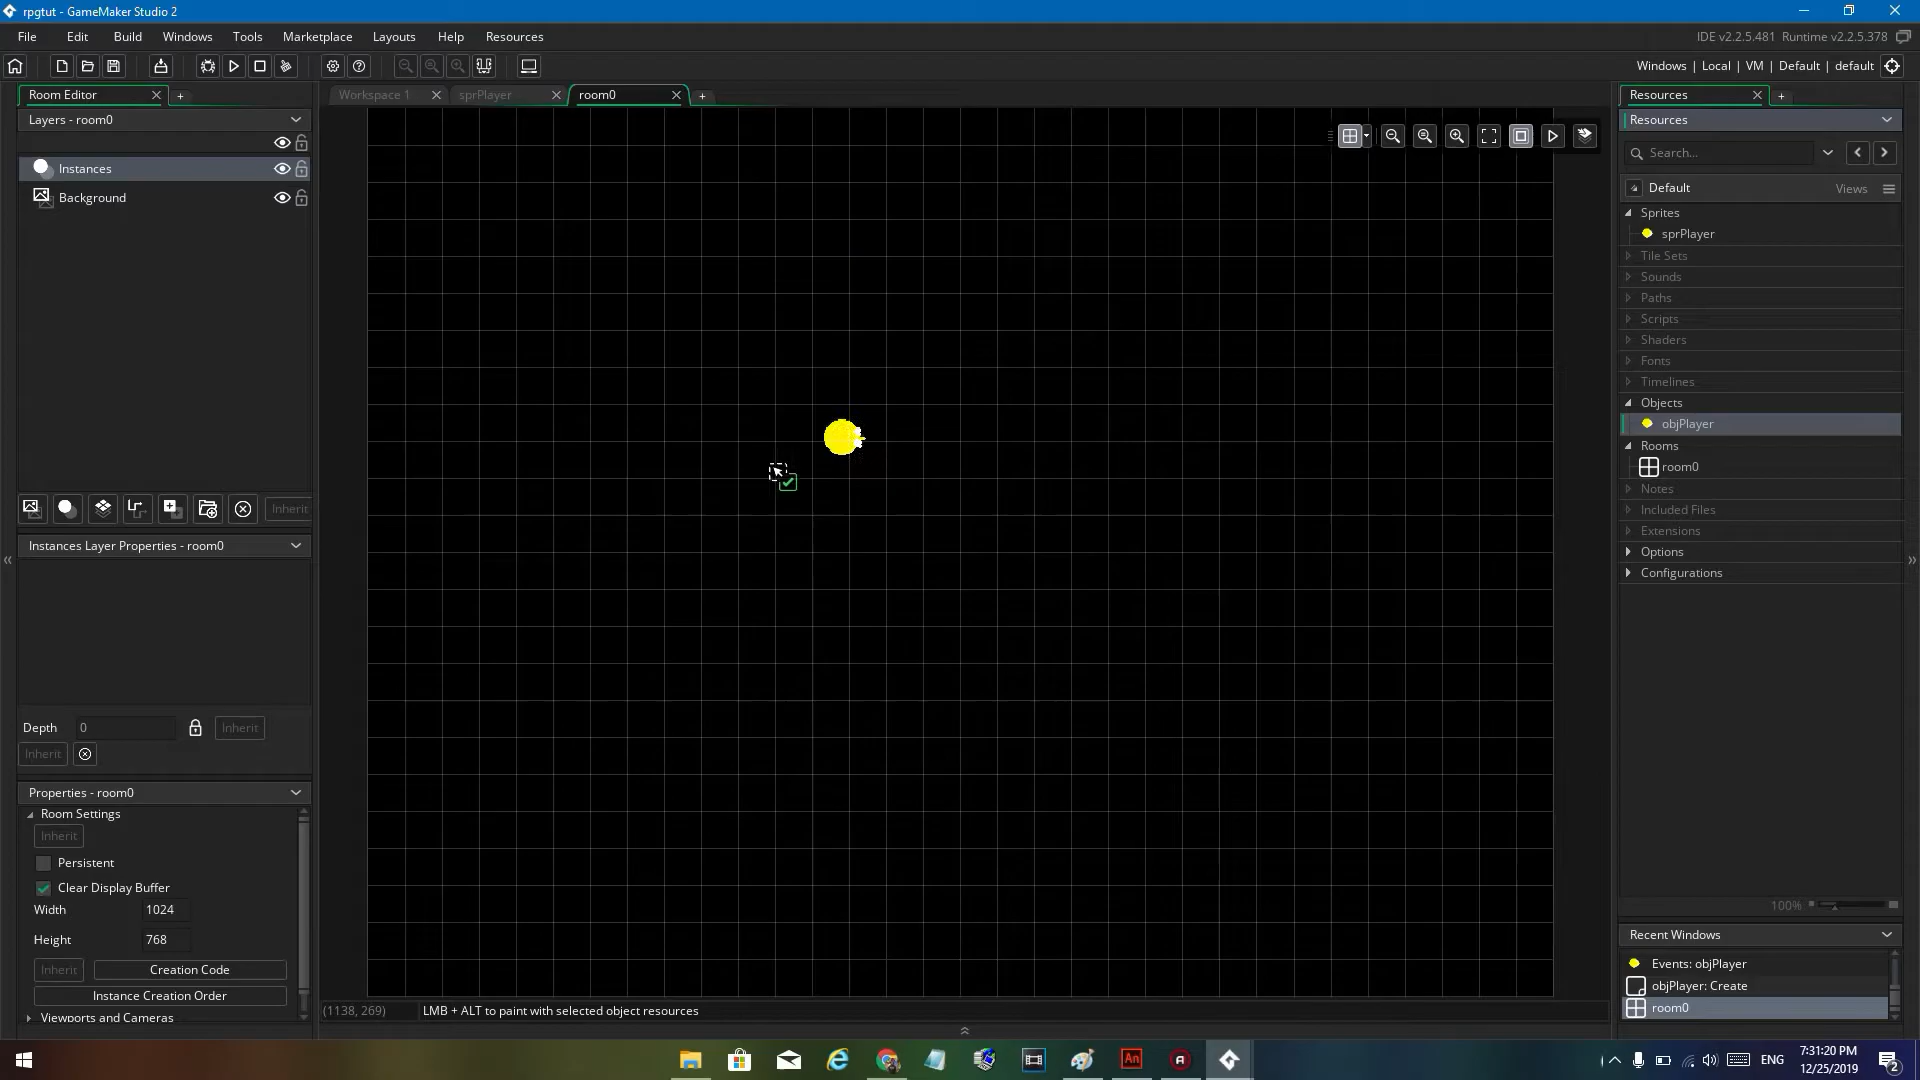 rpgtut - GameMaker Studio 2
File Edit Build Windows Tools Marketplace Layouts Help Resources
IDE v2.2.5.481 Runtime v2.2.5.378
Windows | Local | VM | Default | default
Room Editor
Workspace 1
sprPlayer
room0
Resources
Layers - room0
Resources
Search...
Instances
Background
Default
Views
Sprites
sprPlayer
Tile Sets
Sounds
Paths
Scripts
Shaders
Fonts
Timelines
Objects
objPlayer
Rooms
room0
Notes
Included Files
Extensions
Options
Configurations
Inherit
Instances Layer Properties - room0
Depth 0 Inherit
Inherit
Properties - room0
Room Settings
Inherit
Persistent
Clear Display Buffer
Width 1024
Height 768
Inherit Creation Code
Instance Creation Order
Viewports and Cameras
(1138, 269)
LMB + ALT to paint with selected object resources
100%
Recent Windows
Events: objPlayer
objPlayer: Create
room0
An
ENG
7:31:20 PM
12/25/2019
2